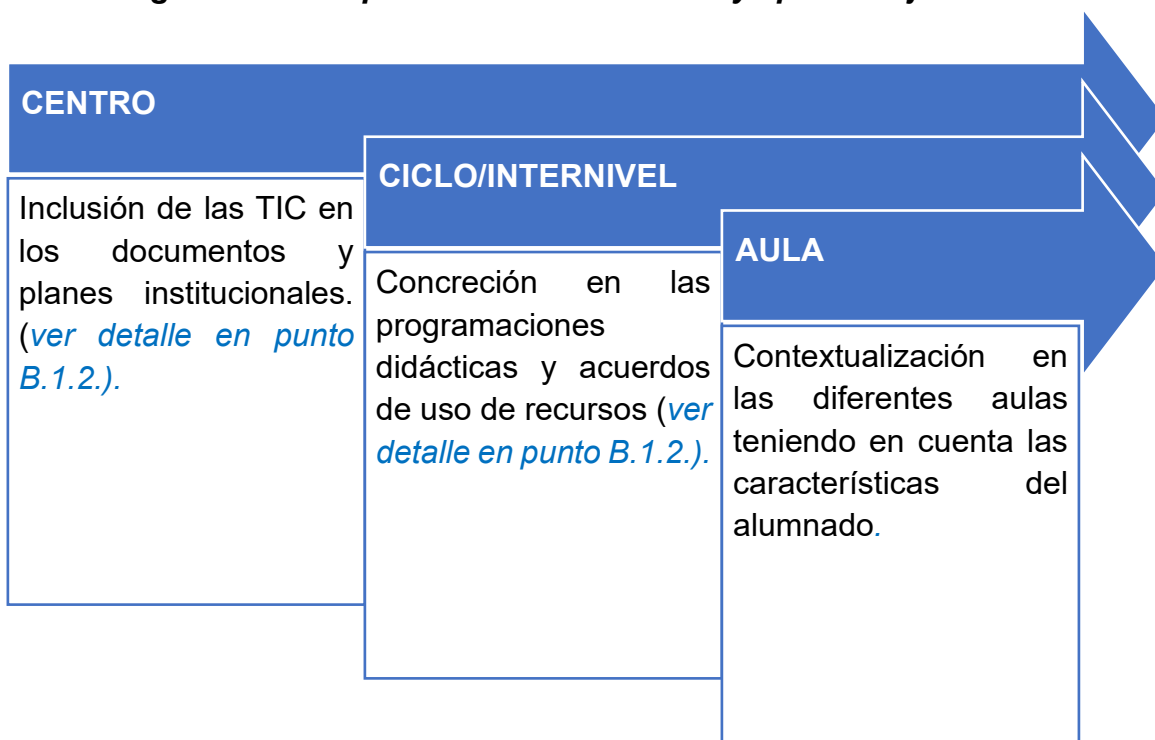 CENTRO
Inclusión de las TIC en
los documentos y
planes institucionales.
(ver detalle en punto
B.1.2.).
CICLO/INTERNIVEL
Concreción en las
programaciones
didácticas y acuerdos
de uso de recursos (ver
detalle en punto B.1.2.).
AULA
Contextualización en
las diferentes aulas
teniendo en cuenta las
características del
alumnado.